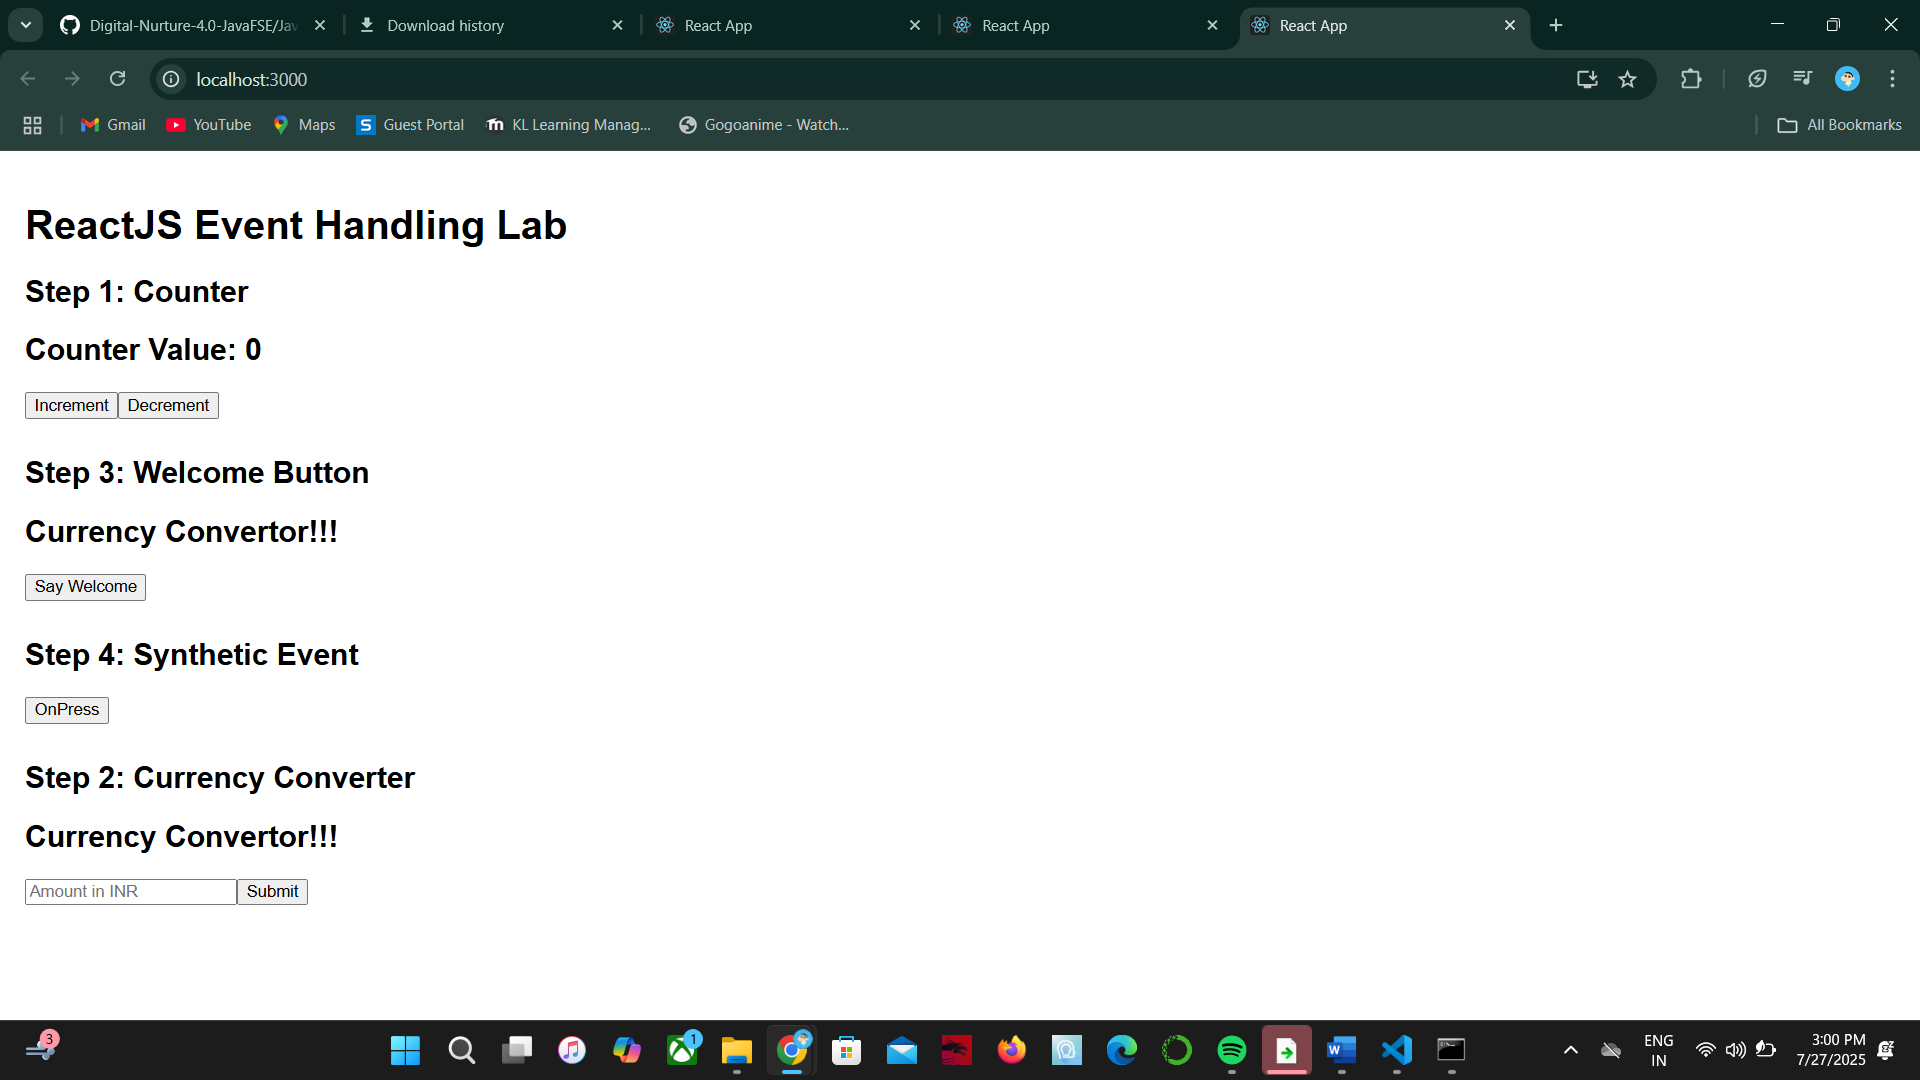 Digital-Nurture-4.0-JavaFSE/Jav
Download history
React App
React App
React App
localhost:3000
Gmail
YouTube
Maps
S Guest Portal
m KL Learning Manag...
Gogoanime - Watch...
All Bookmarks
ReactJS Event Handling Lab
Step 1: Counter
Counter Value: 0
Increment Decrement
Step 3: Welcome Button
Currency Convertor!!!
Say Welcome
Step 4: Synthetic Event
OnPress
Step 2: Currency Converter
Currency Convertor!!!
Amount in INR Submit
3
1
W
ENG
IN
3:00 PM
7/27/2025